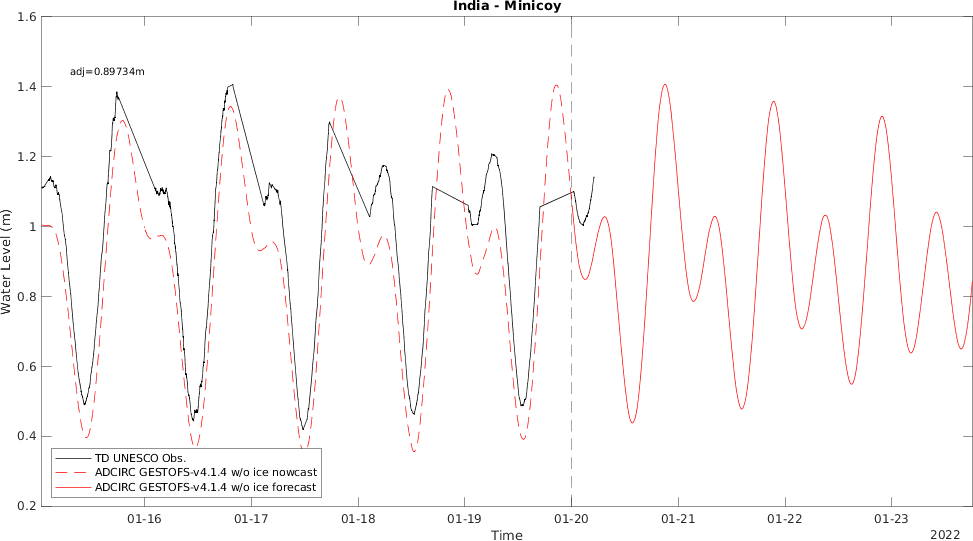 India - Minicoy
1.6
1.4
1.2
1
0.8
0.6
0.4
0.2
Water Level (m)
adj=0.89734m
TD UNESCO Obs.
ADCIRC GESTOFS-v4.1.4 w/o ice nowcast
ADCIRC GESTOFS-v4.1.4 w/o ice forecast
01-16 01-17 01-18 01-19 01-20 01-21 01-22 01-23
Time
2022